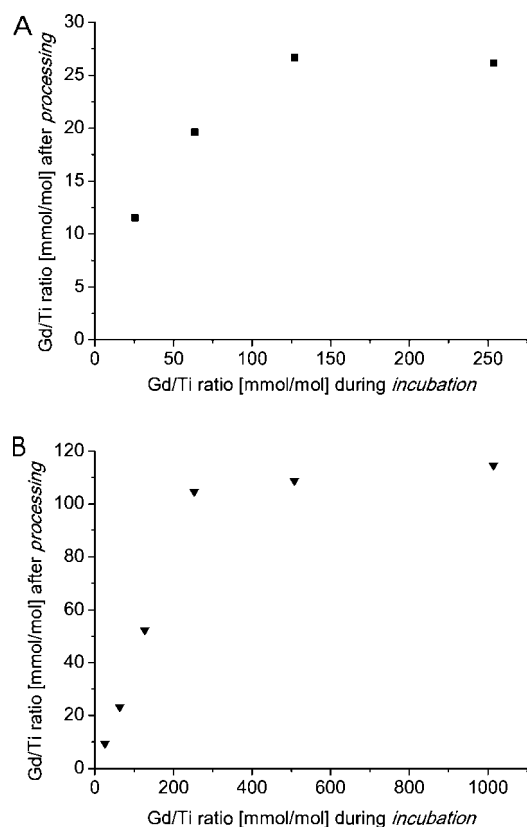 A
30
25
20
15
10
5
0
0 50 100 150 200 250
Gd/Ti ratio [mmol/mol] after processing
Gd/Ti ratio [mmol/mol] during incubation
B
120
100
80
60
40
20
0
0 200 400 600 800 1000
Gd/Ti ratio [mmol/mol] after processing
Gd/Ti ratio [mmol/mol] during incubation